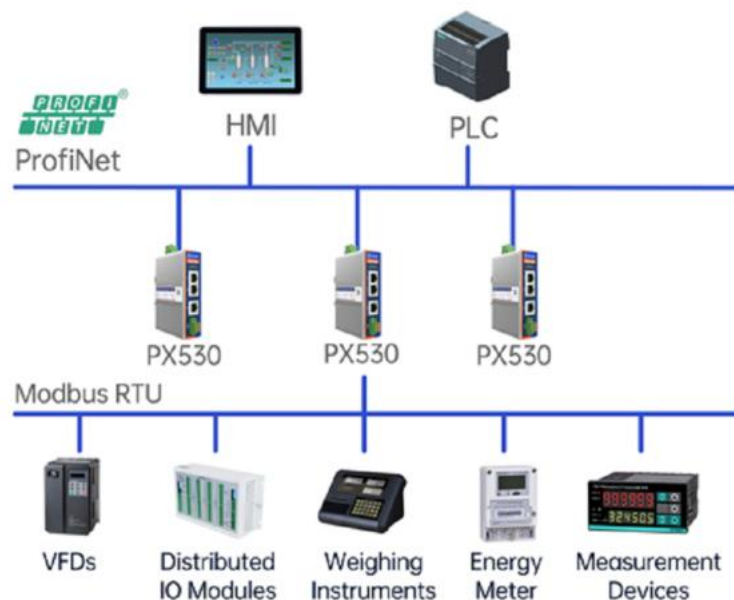 HMI
PLC
PROFI
NET®
ProfiNet
PX530
PX530
PX530
Modbus RTU
VFDs
Distributed
IO Modules
Weighing
Instruments
Energy
Meter
Measurement
Devices